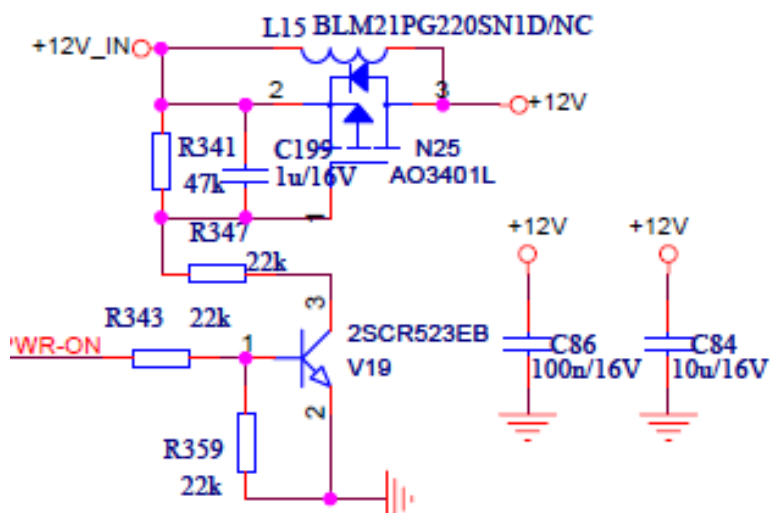 L15 BLM21PG220SN1D/NC
+12V_IN
2
3
+12V
R341
47k
C199
1u/16V
N25
AO3401L
1
R347
22k
+12V
+12V
3
R343
22k
PWR-ON
1
2SCR523EB
V19
C86
100n/16V
C84
10u/16V
2
R359
22k